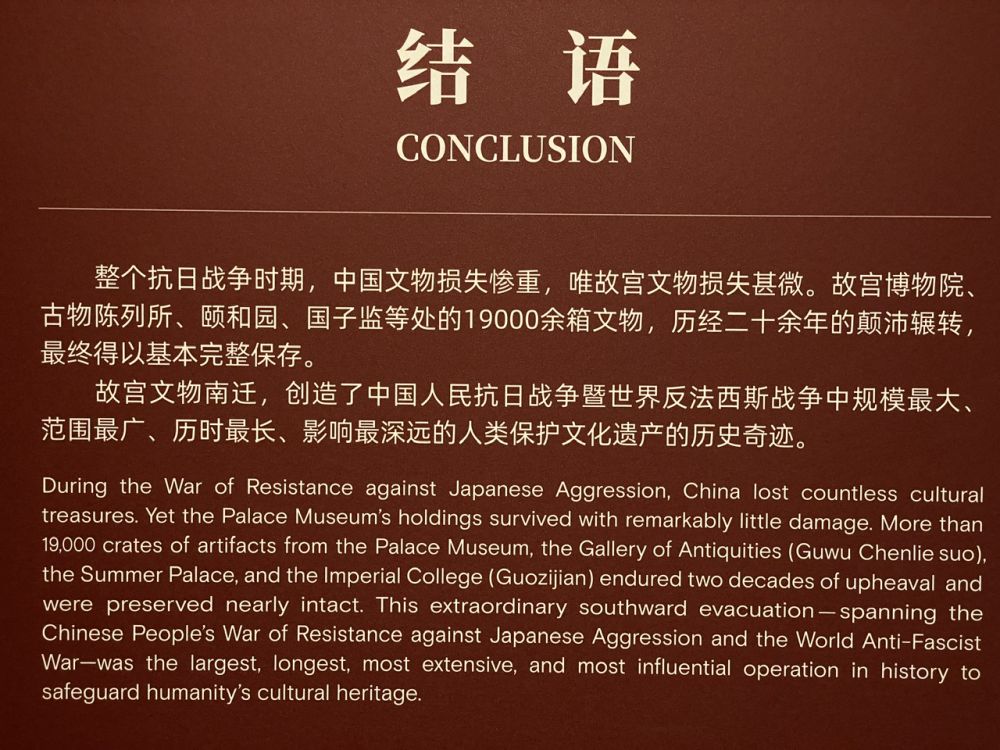 结 语
CONCLUSION
整个抗日战争时期，中国文物损失惨重，唯故宫文物损失甚微。故宫博物院、
古物陈列所、颐和园、国子监等处的19000余箱文物，历经二十余年的颠沛辗转，
最终得以基本完整保存。
故宫文物南迁，创造了中国人民抗日战争暨世界反法西斯战争中规模最大、
范围最广、历时最长、影响最深远的人类保护文化遗产的历史奇迹。
During the War of Resistance against Japanese Aggression, China lost countless cultural
treasures. Yet the Palace Museum's holdings survived with remarkably little damage. More than
19,000 crates of artifacts from the Palace Museum, the Gallery of Antiquities (Guwu Chenlie suo),
the Summer Palace, and the Imperial College (Guozijian) endured two decades of upheaval and
were preserved nearly intact. This extraordinary southward evacuation—spanning the
Chinese People's War of Resistance against Japanese Aggression and the World Anti-Fascist
War—was the largest, longest, most extensive, and most influential operation in history to
safeguard humanity's cultural heritage.